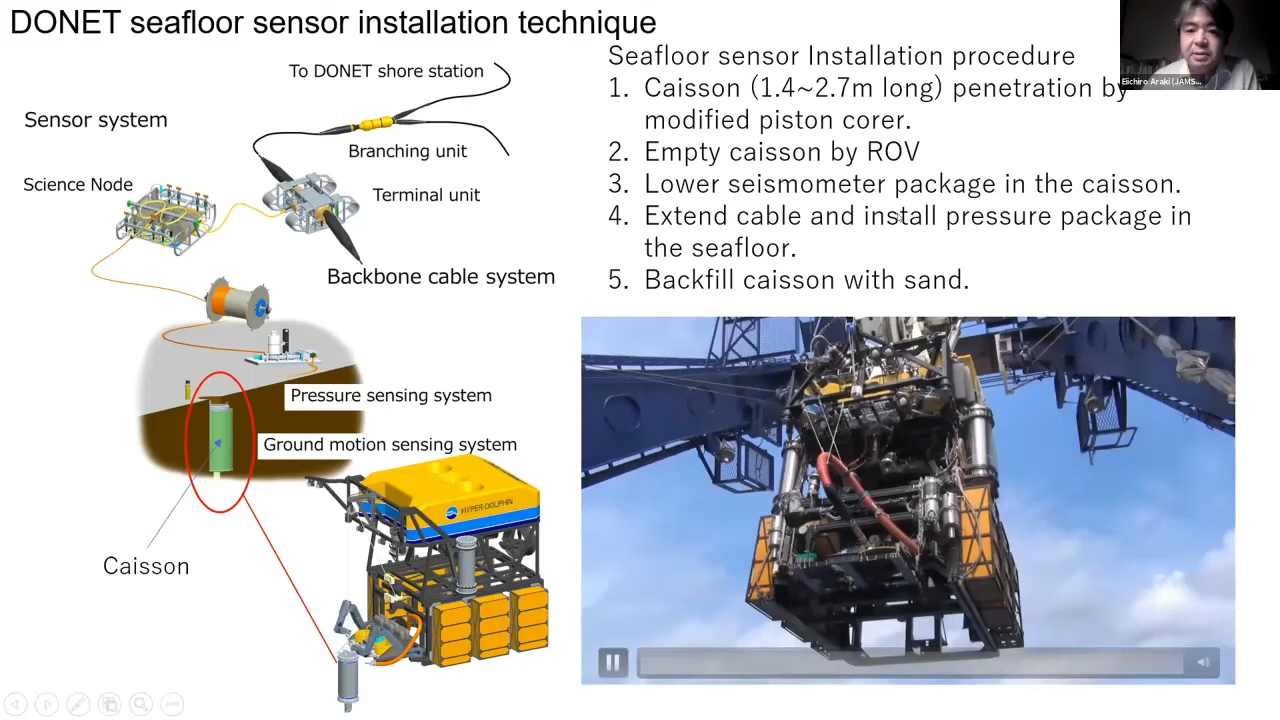 DONET seafloor sensor installation technique
Eiichiro Araki (JAMS...
Seafloor sensor Installation procedure
1. Caisson (1.4~2.7m long) penetration by
modified piston corer.
2. Empty caisson by ROV
3. Lower seismometer package in the caisson.
4. Extend cable and install pressure package in
the seafloor.
5. Backfill caisson with sand.
To DONET shore station
Sensor system
Branching unit
Science Node
Terminal unit
Backbone cable system
Pressure sensing system
Ground motion sensing system
HYPER-DOLPHIN
Caisson